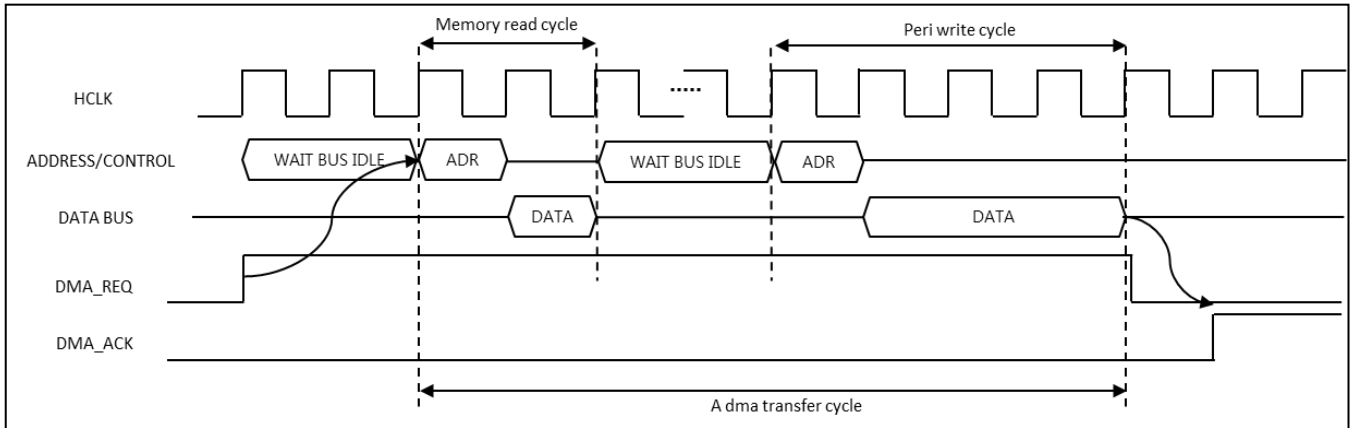 Memory read cycle
Peri write cycle
HCLK
.....
ADDRESS/CONTROL
WAIT BUS IDLE
ADR
WAIT BUS IDLE
ADR
DATA BUS
DATA
DATA
DMA_REQ
DMA_ACK
A dma transfer cycle